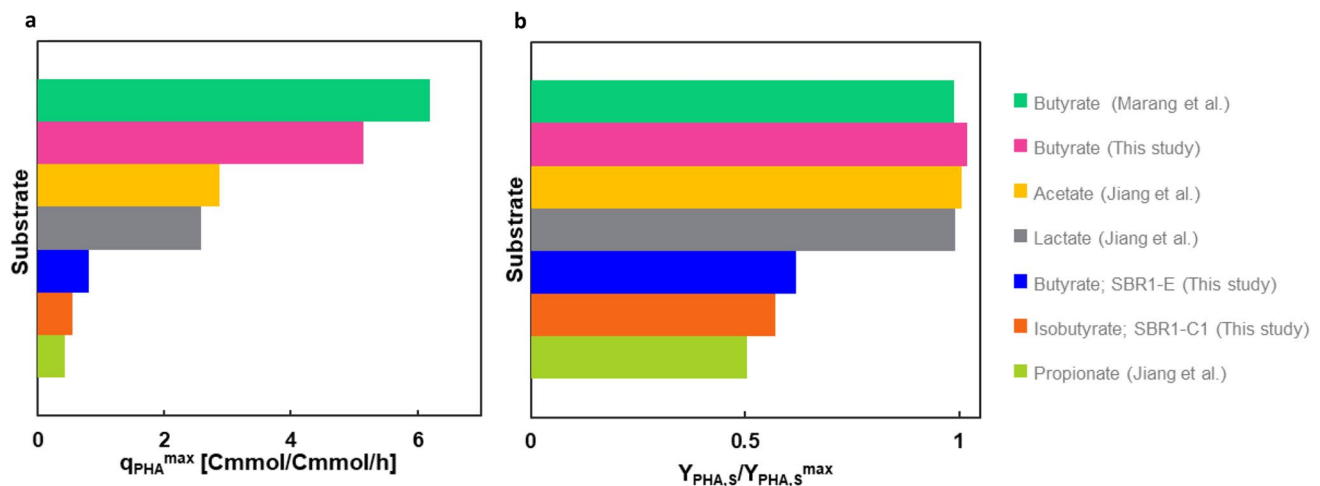 a
Substrate
0 2 4 6
qPHAmax [Cmmol/Cmmol/h]
b
Substrate
0 0.5 1
YPHA,S/YPHA,Smax
Butyrate (Marang et al.)
Butyrate (This study)
Acetate (Jiang et al.)
Lactate (Jiang et al.)
Butyrate; SBR1-E (This study)
Isobutyrate; SBR1-C1 (This study)
Propionate (Jiang et al.)